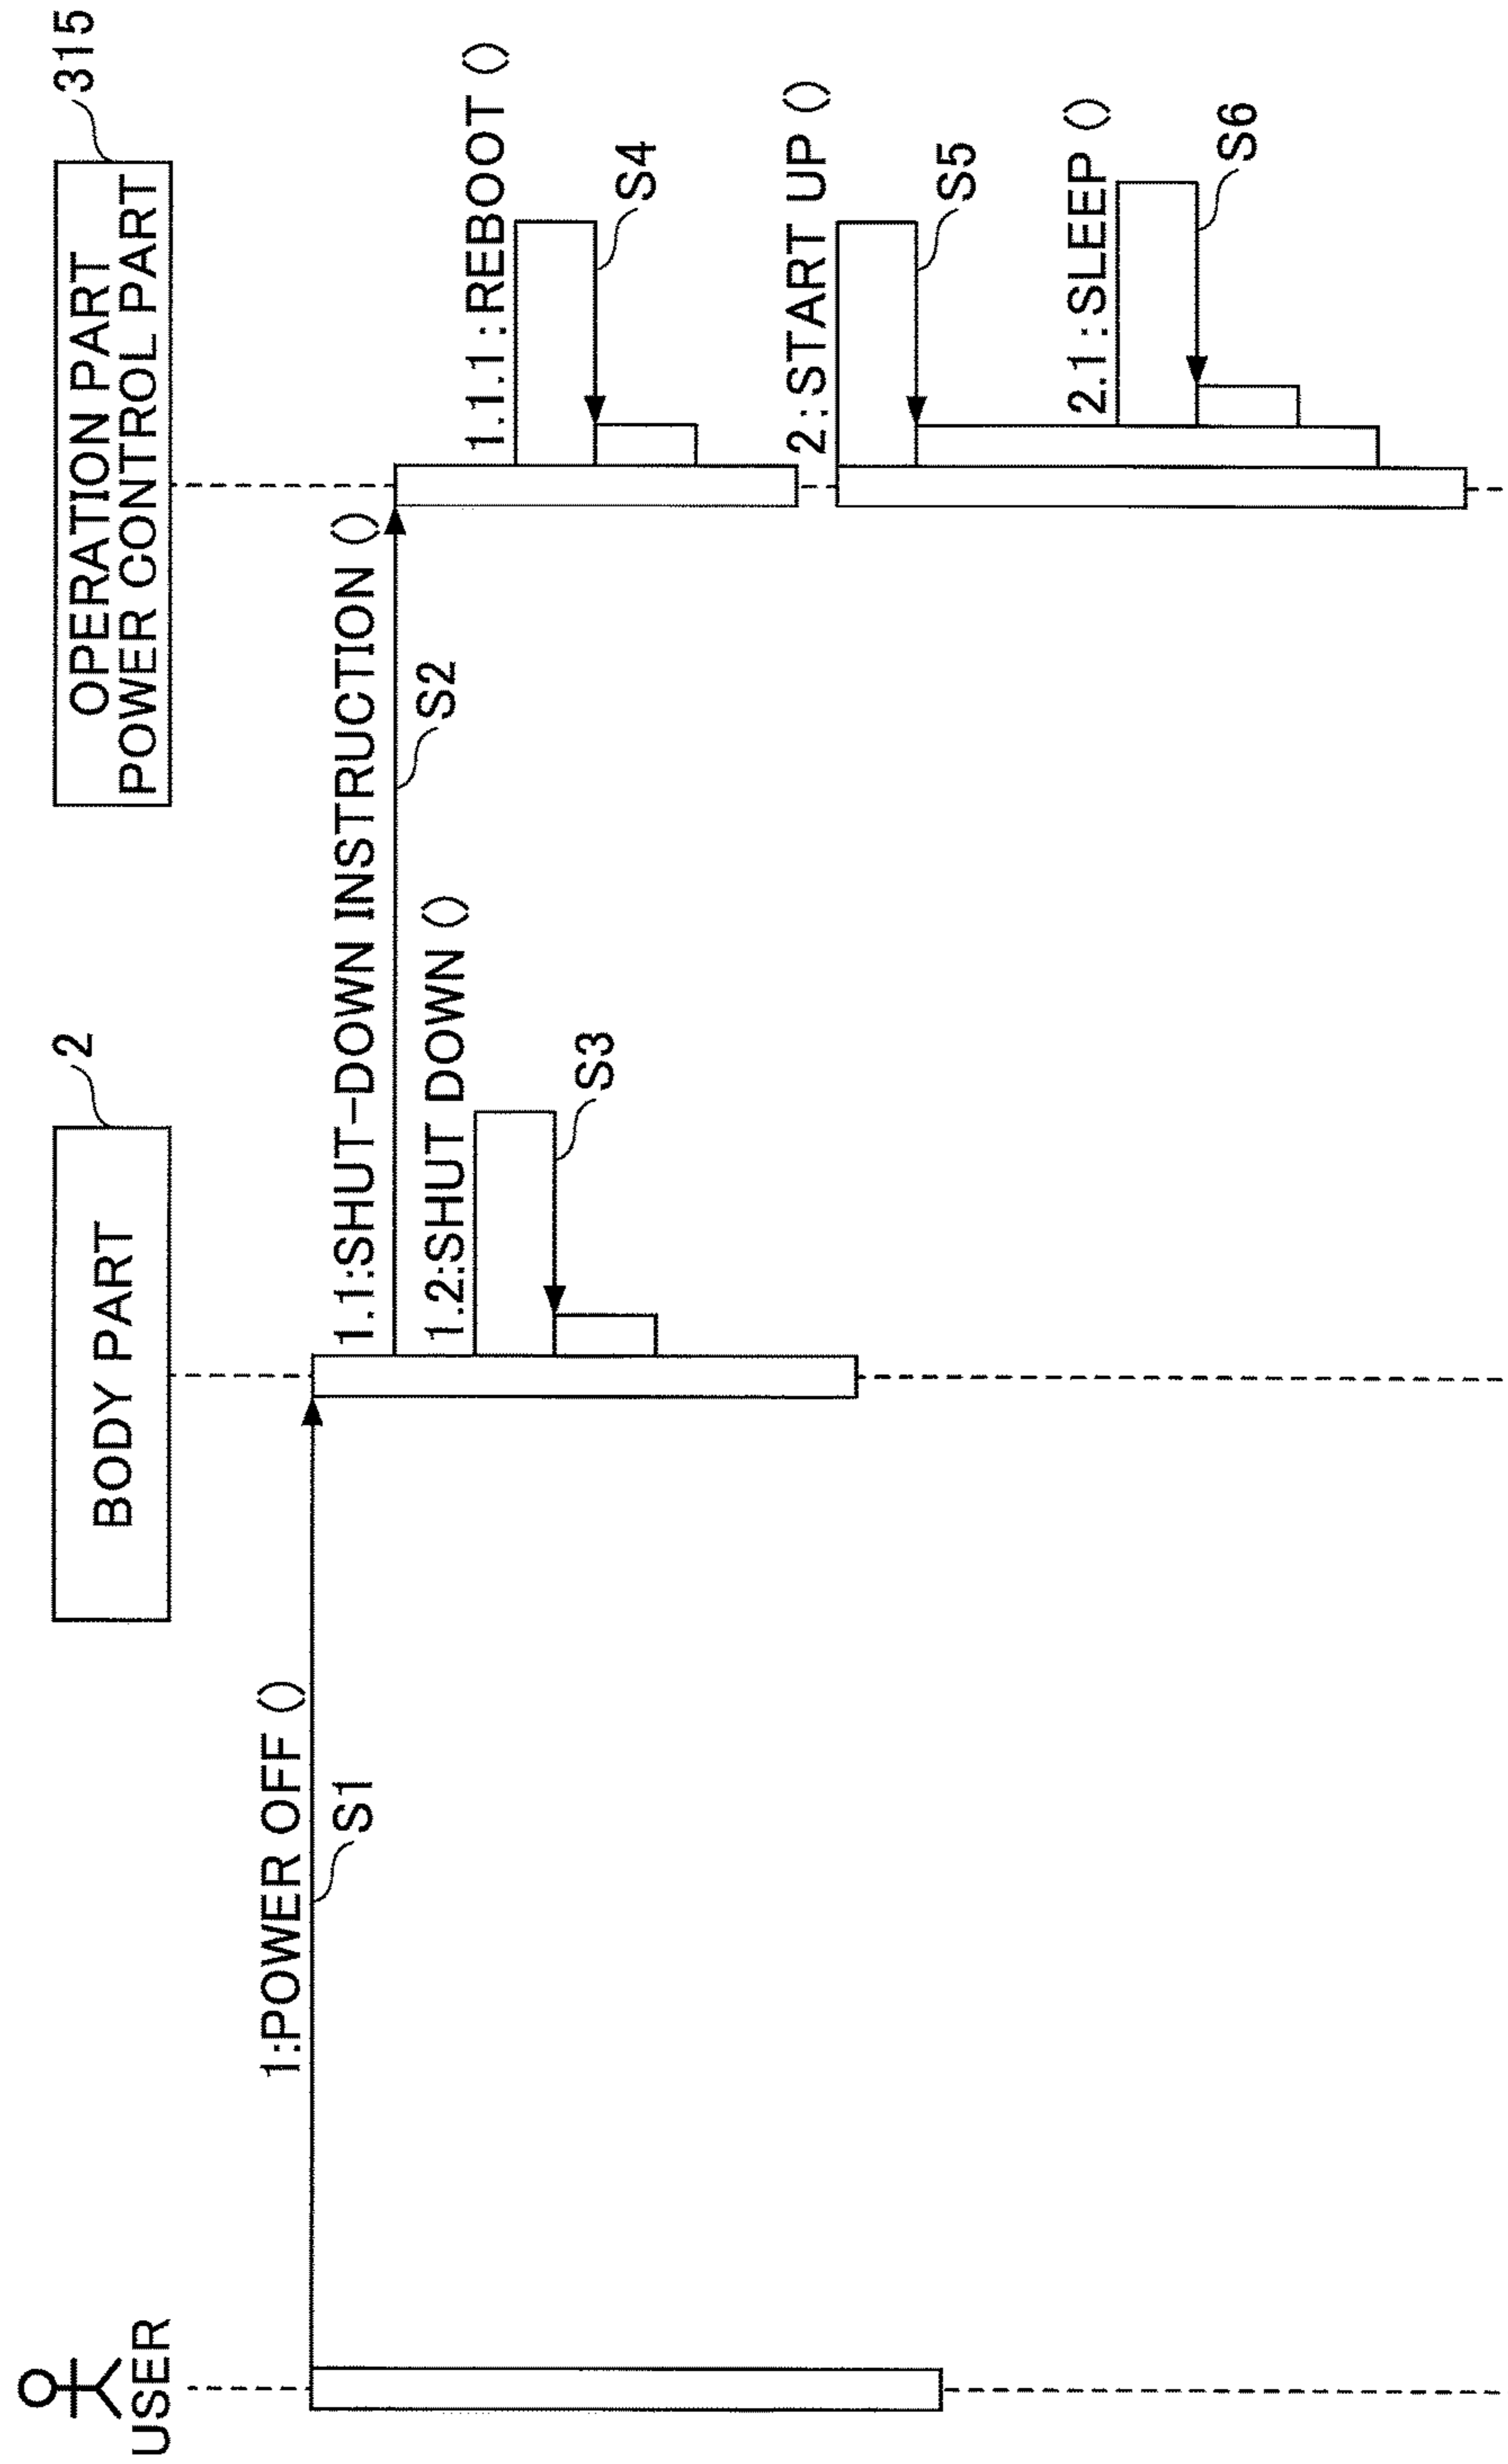 USER
BODY PART
2
OPERATION PART
POWER CONTROL PART
315
1:POWER OFF ()
S1
1.1:SHUT-DOWN INSTRUCTION ()
S2
1.2:SHUT DOWN ()
S3
1.1.1::REBOOT ()
S4
2::START UP ()
S5
2.1::SLEEP ()
S6